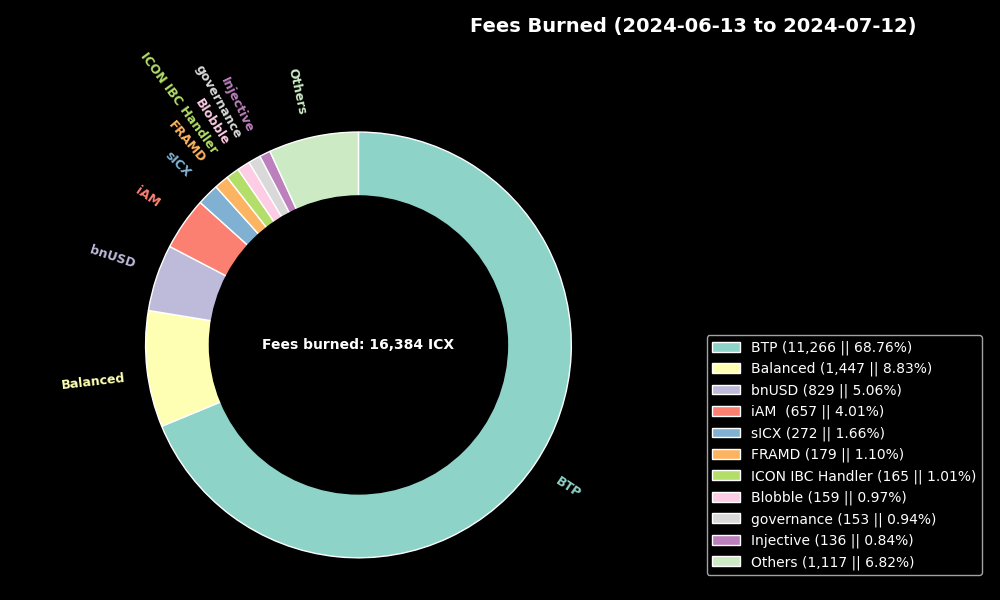 Fees Burned (2024-06-13 to 2024-07-12)
Others
Injective
governance
Blobble
ICON IBC Handler
FRAMD
sICX
iAM
bnUSD
Balanced
BTP
Fees burned: 16,384 ICX
BTP (11,266 || 68.76%)
Balanced (1,447 || 8.83%)
bnUSD (829 || 5.06%)
iAM  (657 || 4.01%)
sICX (272 || 1.66%)
FRAMD (179 || 1.10%)
ICON IBC Handler (165 || 1.01%)
Blobble (159 || 0.97%)
governance (153 || 0.94%)
Injective (136 || 0.84%)
Others (1,117 || 6.82%)